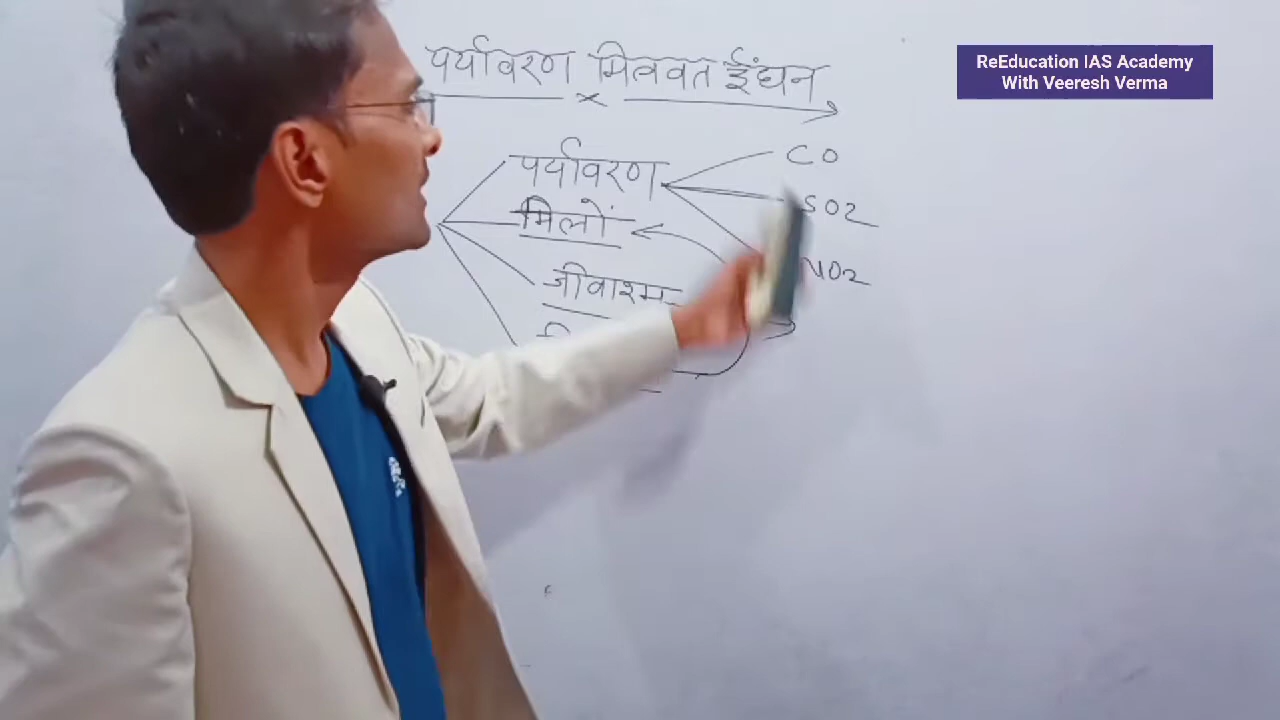 पर्यावरण मित्रवत ईंधन
ReEducation IAS Academy
With Veeresh Verma
पर्यावरण
CO
SO2
मिलों
NO2
जीवाश्म